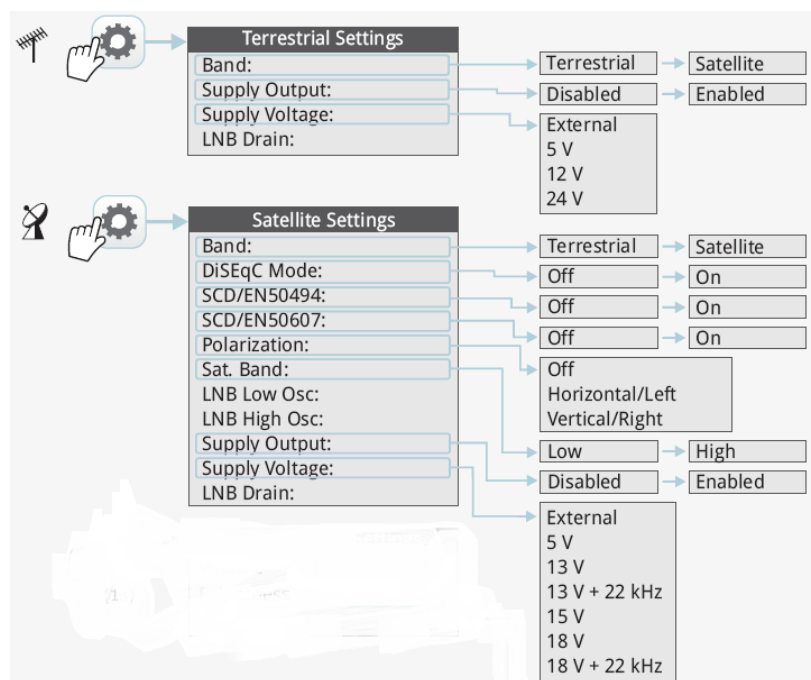 Terrestrial Settings
Band:
Supply Output:
Supply Voltage:
LNB Drain:
Terrestrial
Satellite
Disabled
Enabled
External
5 V
12 V
24 V
Satellite Settings
Band:
DiSEqC Mode:
SCD/EN50494:
SCD/EN50607:
Polarization:
Sat. Band:
LNB Low Osc:
LNB High Osc:
Supply Output:
Supply Voltage:
LNB Drain:
Terrestrial
Satellite
Off
On
Off
On
Off
On
Off
Horizontal/Left
Vertical/Right
Low
High
Disabled
Enabled
External
5 V
13 V
13 V + 22 kHz
15 V
18 V
18 V + 22 kHz